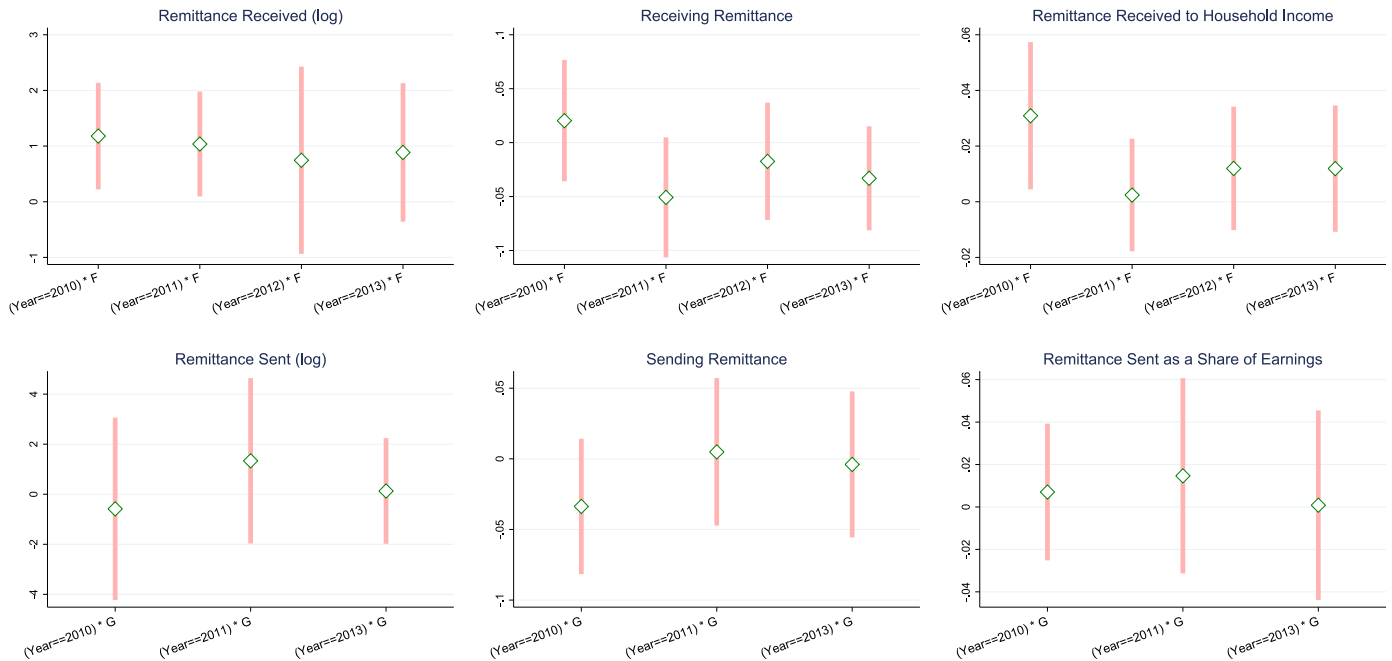 Remittance Received (log)
3
2
1
0
-1
(Year==2010) * F
(Year==2011) * F
(Year==2012) * F
(Year==2013) * F
Receiving Remittance
.1
.05
0
-.05
-.1
(Year==2010) * F
(Year==2011) * F
(Year==2012) * F
(Year==2013) * F
Remittance Received to Household Income
.06
.04
.02
0
-.02
(Year==2010) * F
(Year==2011) * F
(Year==2012) * F
(Year==2013) * F
Remittance Sent (log)
4
2
0
-2
-4
(Year==2010) * G
(Year==2011) * G
(Year==2013) * G
Sending Remittance
.05
0
-.05
-.1
(Year==2010) * G
(Year==2011) * G
(Year==2013) * G
Remittance Sent as a Share of Earnings
.06
.04
.02
0
-.02
-.04
(Year==2010) * G
(Year==2011) * G
(Year==2013) * G